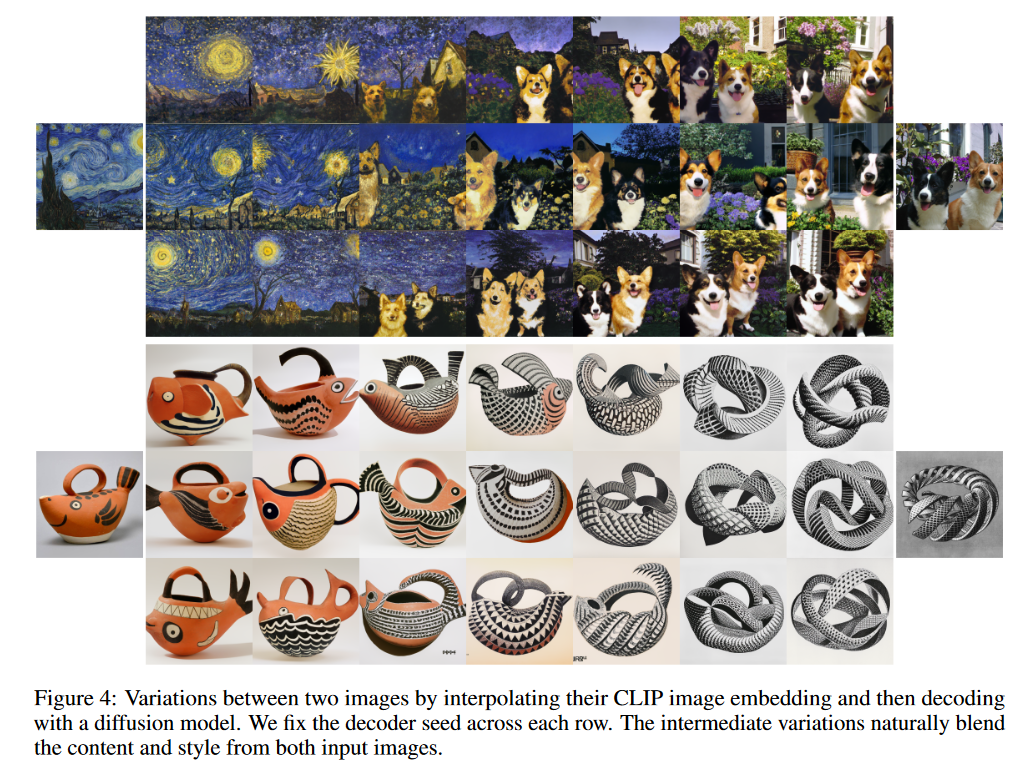 Figure 4: Variations between two images by interpolating their CLIP image embedding and then decoding
with a diffusion model. We fix the decoder seed across each row. The intermediate variations naturally blend
the content and style from both input images.